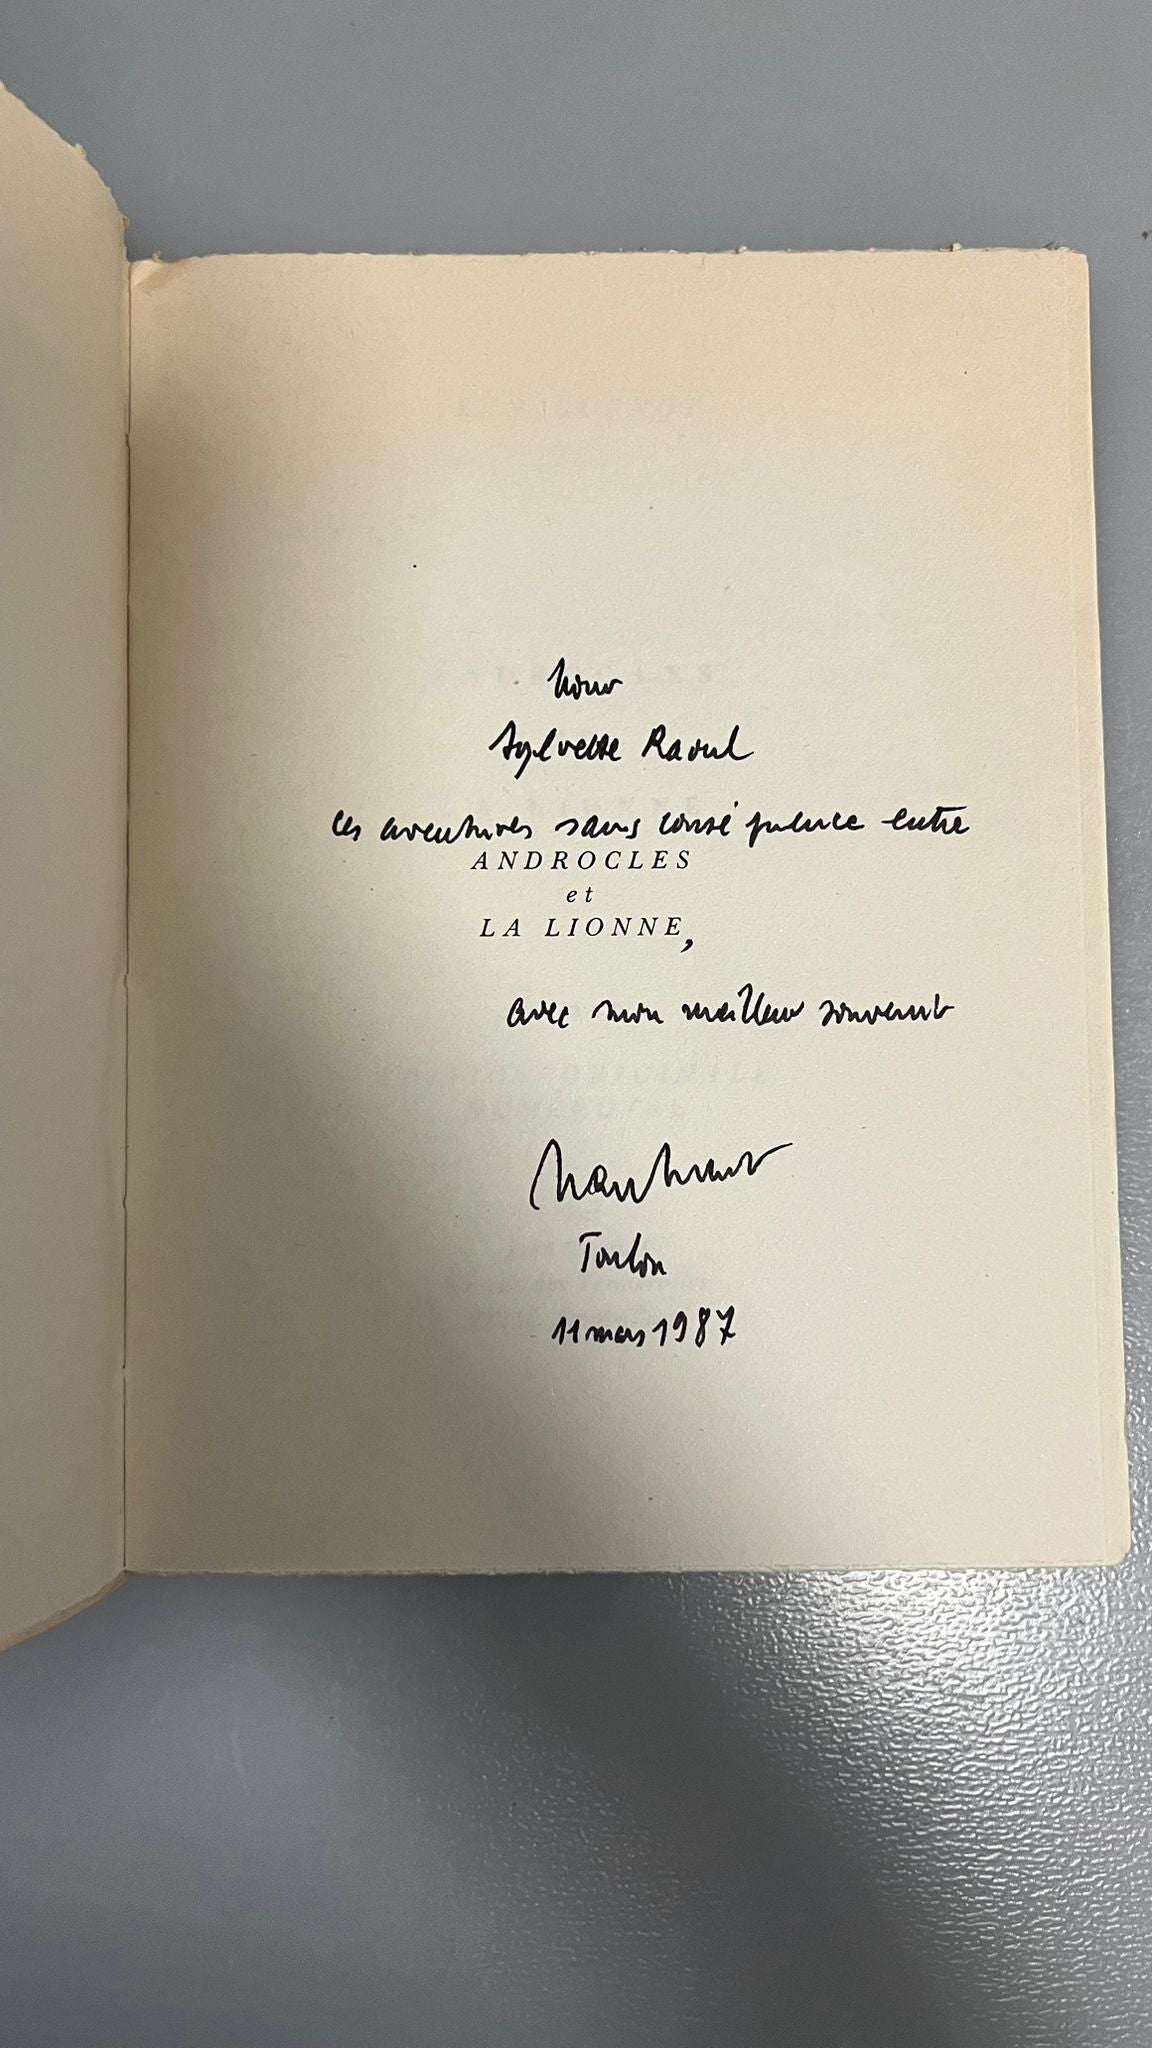 Pour
Sylvette Raoul
ces aventures sans conséquence entre
ANDROCLES
et
LA LIONNE,
avec mon meilleur souvenir
Toulon
11 mars 1987